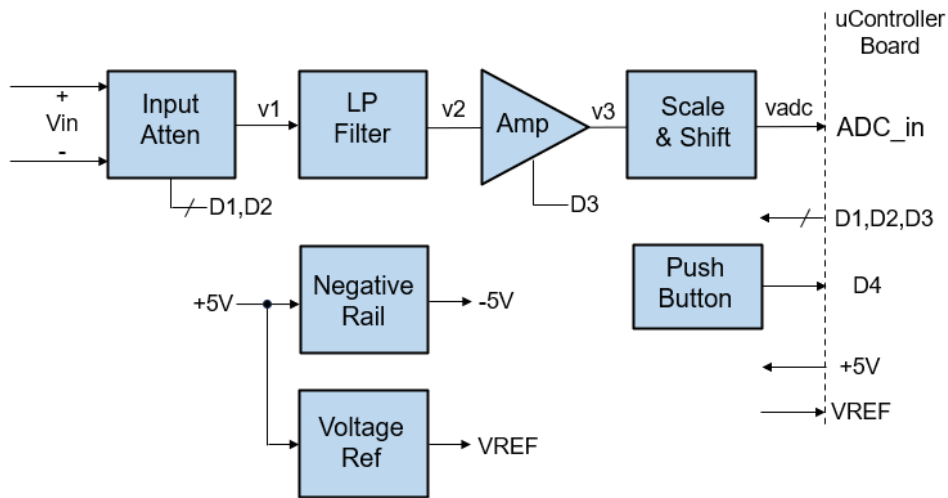 uController
Board
+
Vin
-
Input
Atten
v1
LP
Filter
v2
Amp
v3
Scale
& Shift
vadc
ADC_in
D1,D2
D3
D1,D2,D3
+5V
Negative
Rail
-5V
Push
Button
D4
+5V
Voltage
Ref
VREF
VREF